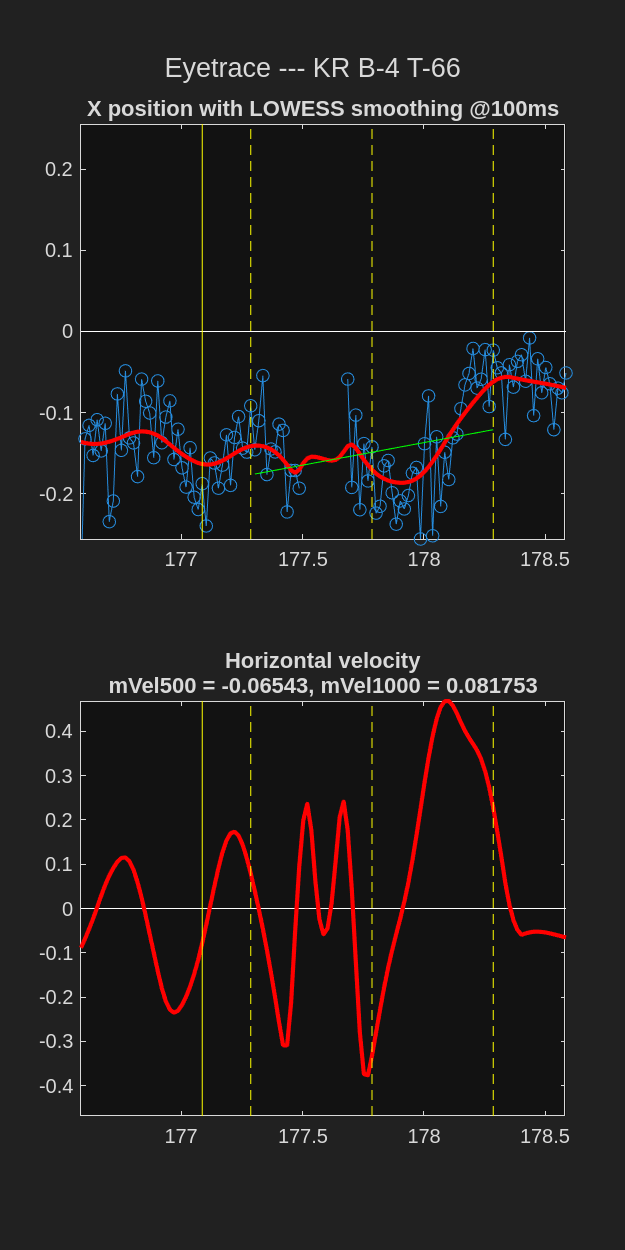 Eyetrace --- KR B-4 T-66
X position with LOWESS smoothing @100ms
0.2
0.1
0
-0.1
-0.2
177 177.5 178 178.5
Horizontal velocity
mVel500 = -0.06543, mVel1000 = 0.081753
0.4
0.3
0.2
0.1
0
-0.1
-0.2
-0.3
-0.4
177 177.5 178 178.5